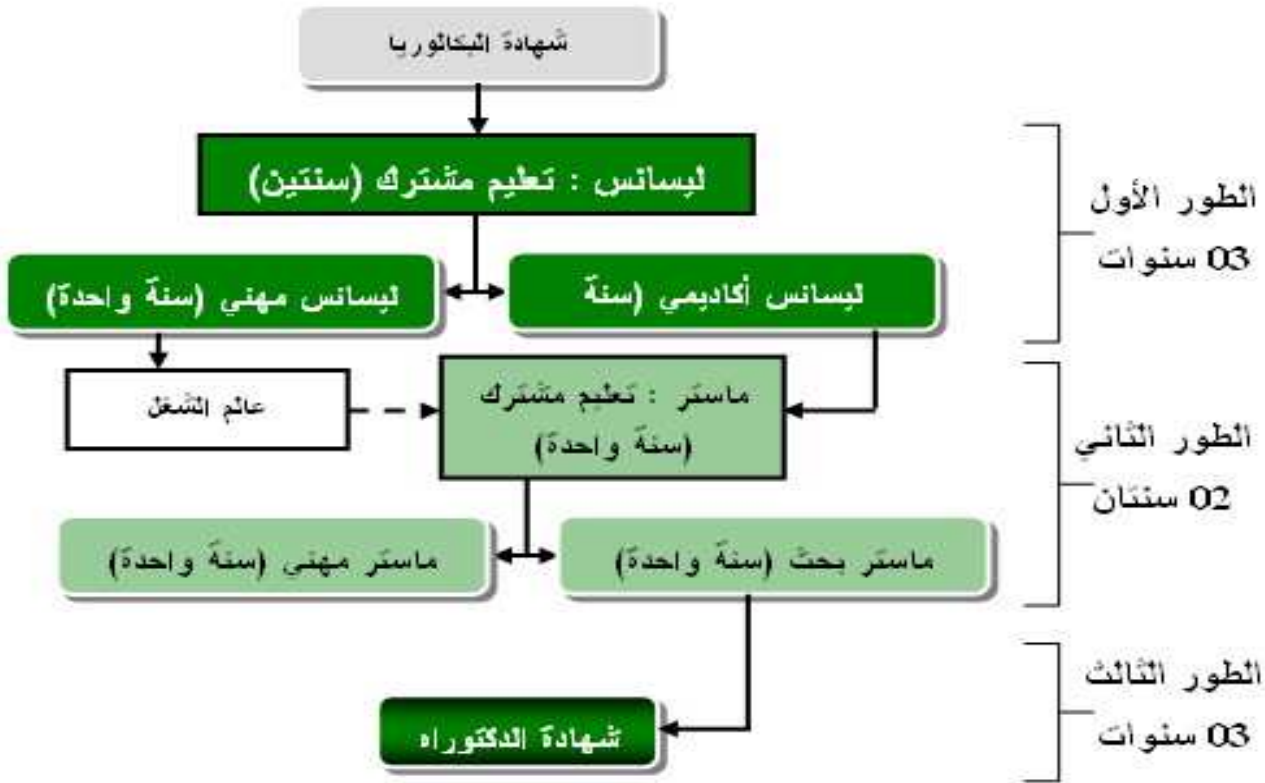 شهادة البكالوريا
ليسانس : تعليم مشترك (سنتين)
ليسانس أكاديمي (سنة
ليسانس مهني (سنة واحدة)
الطور الأول
03 سنوات
عالم الشغل
ماستر : تعليم مشترك
(سنة واحدة)
ماستر بحث (سنة واحدة)
ماستر مهني (سنة واحدة)
الطور الثاني
02 سنتان
شهادة الدكتوراه
الطور الثالث
03 سنوات